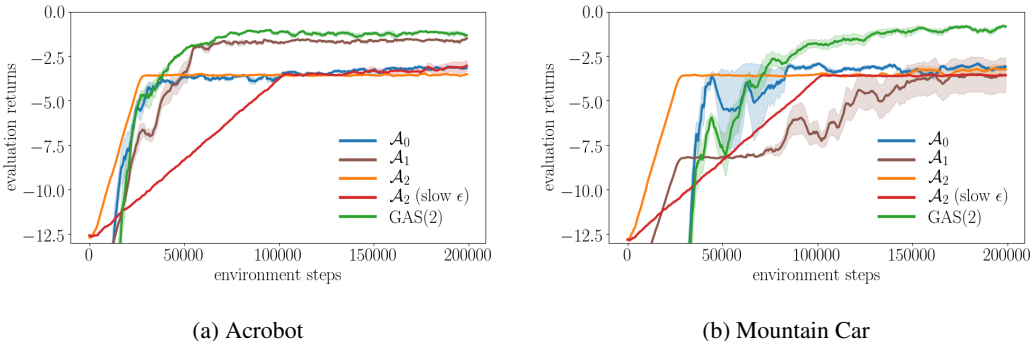 0.0
−2.5
−5.0
−7.5
−10.0
−12.5
evaluation returns
0
50000
100000
150000
200000
environment steps
𝒜₀
𝒜₁
𝒜₂
𝒜₂ (slow ϵ)
GAS(2)
(a) Acrobot
0.0
−2.5
−5.0
−7.5
−10.0
−12.5
evaluation returns
0
50000
100000
150000
200000
environment steps
𝒜₀
𝒜₁
𝒜₂
𝒜₂ (slow ϵ)
GAS(2)
(b) Mountain Car